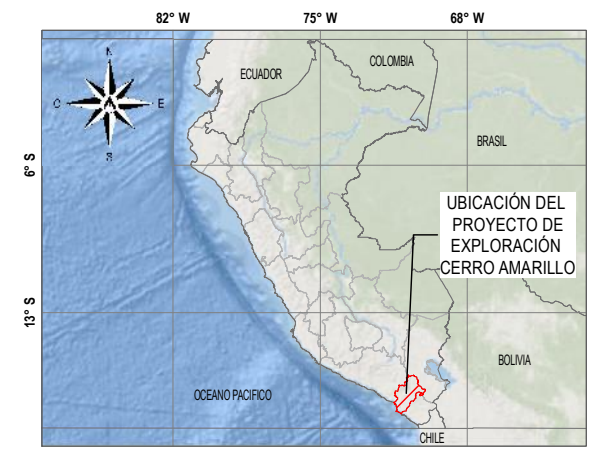 82° W 75° W 68° W
N
O E
S
ECUADOR
COLOMBIA
BRASIL
6° S
UBICACIÓN DEL
PROYECTO DE
EXPLORACIÓN
CERRO AMARILLO
13° S
BOLIVIA
OCEANO PACIFICO
CHILE